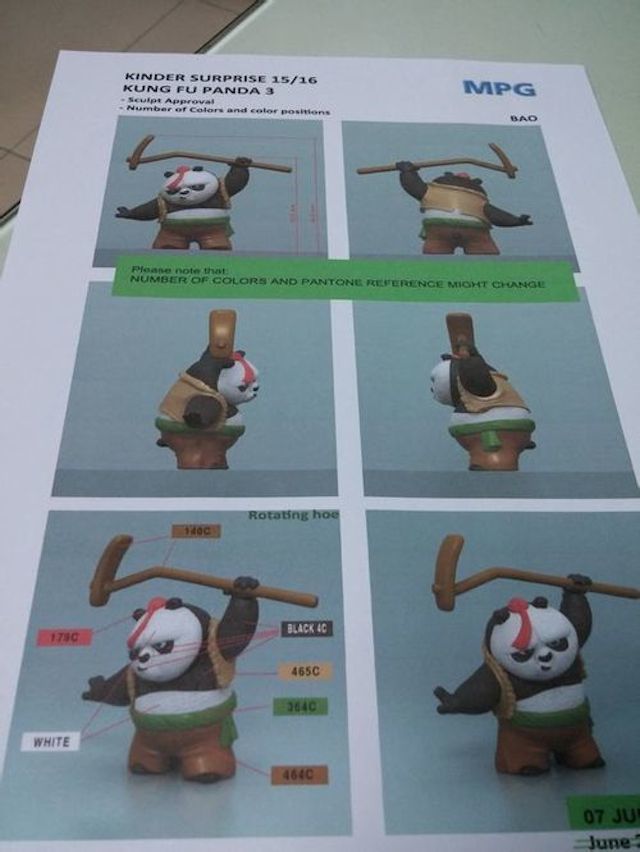 KINDER SURPRISE 15/16
KUNG FU PANDA 3
- Sculpt Approval
- Number of Colors and color positions
MPG
BAO
Please note that:
NUMBER OF COLORS AND PANTONE REFERENCE MIGHT CHANGE
Rotating hoe
140C
179C
BLACK 4C
465C
364C
WHITE
464C
07 JU
June